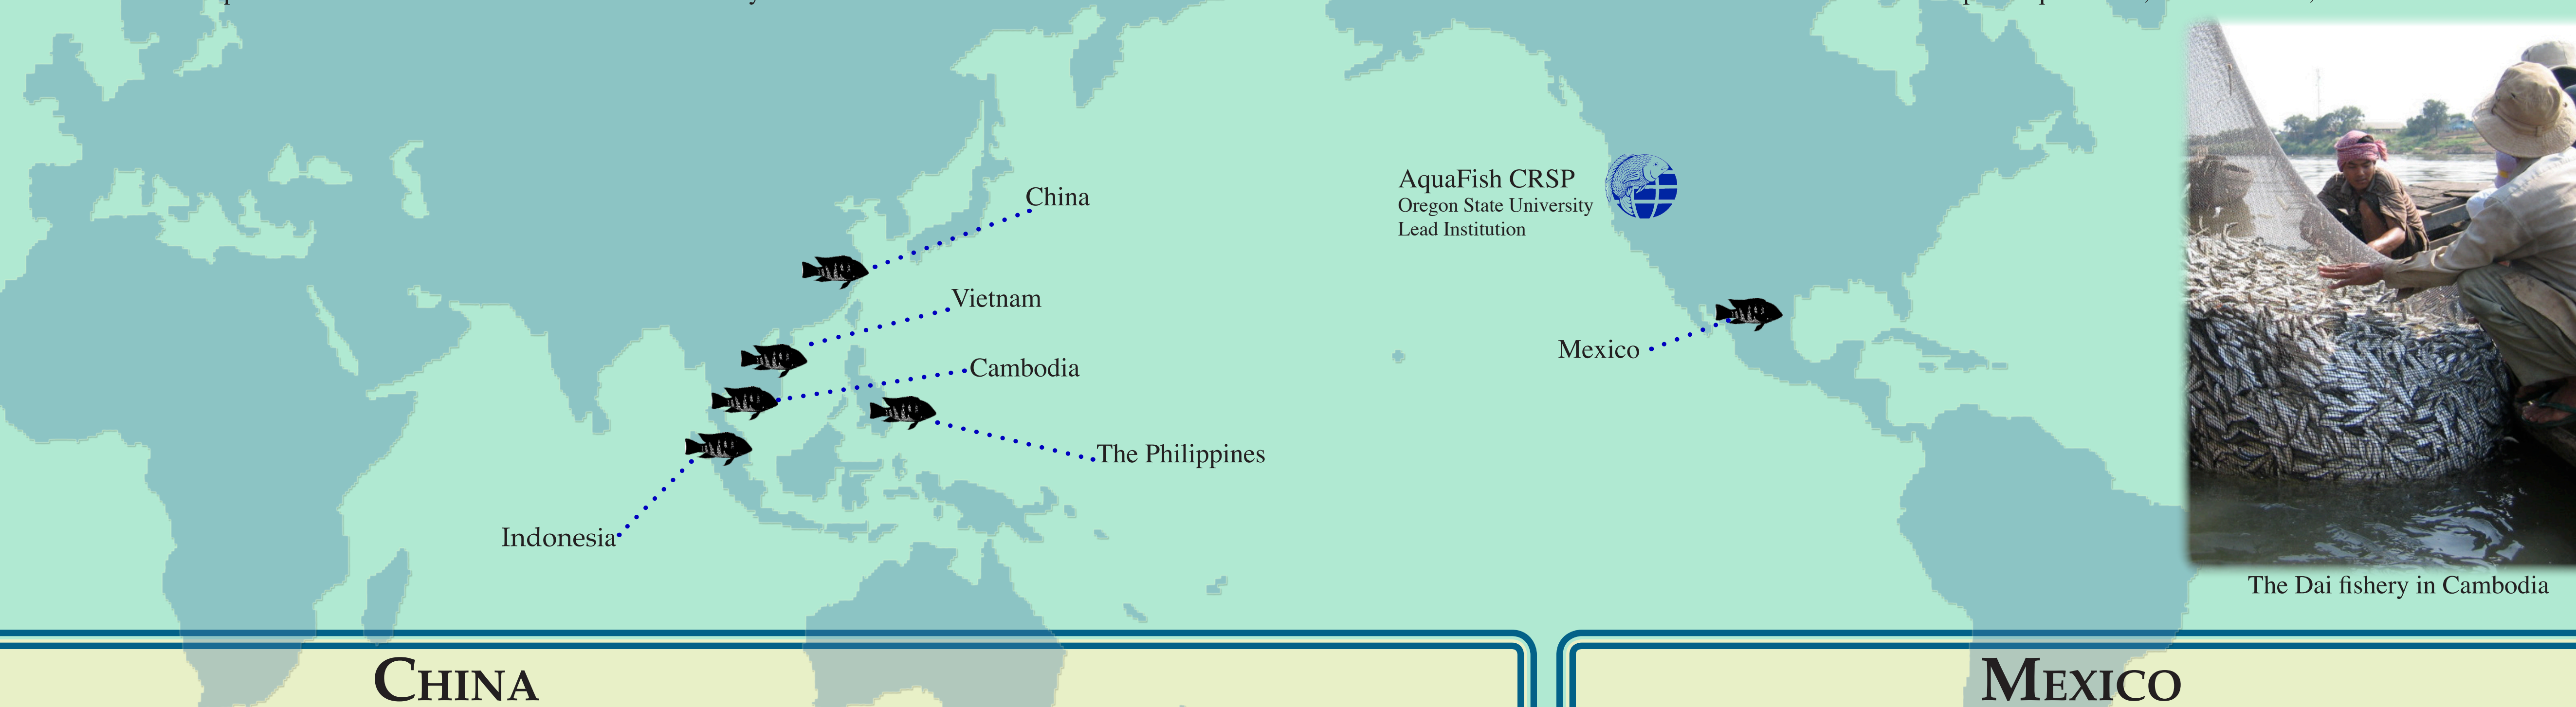 China
AquaFish CRSP
Oregon State University
Lead Institution
Vietnam
Mexico
Cambodia
The Philippines
Indonesia
The Dai fishery in Cambodia
CHINA
MEXICO